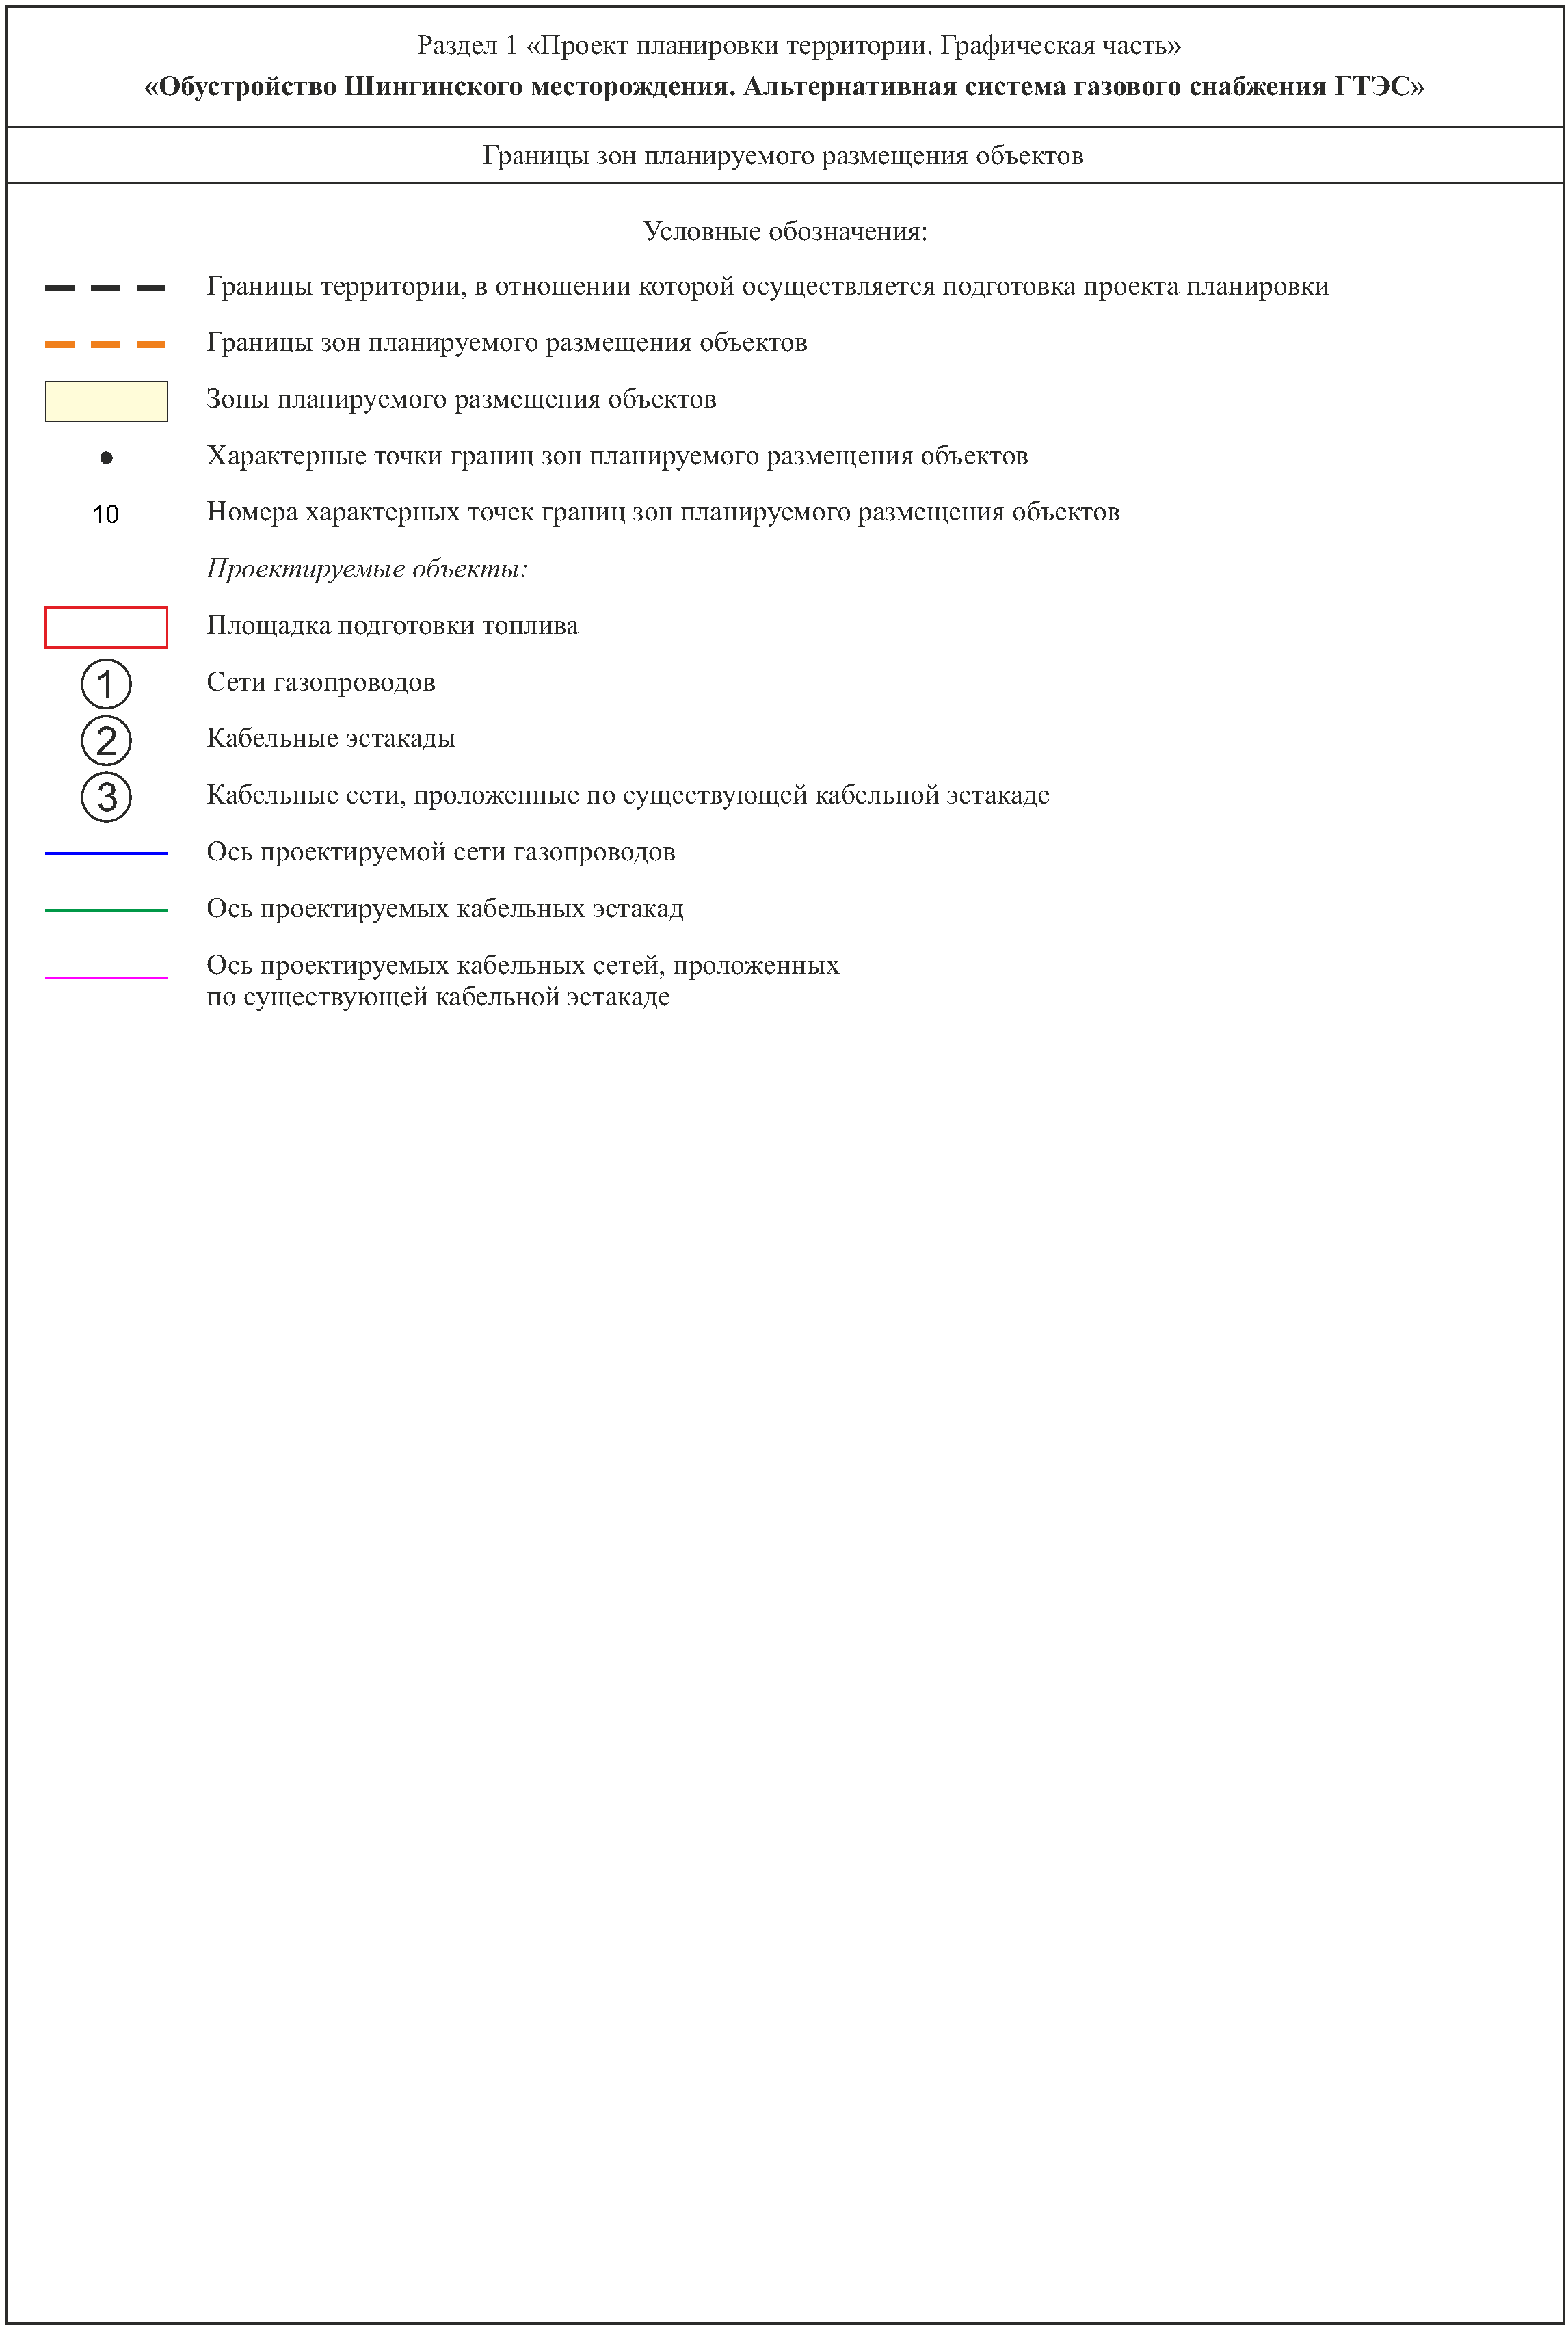 Раздел 1 «Проект планировки территории. Графическая часть»
«Обустройство Шингинского месторождения. Альтернативная система газового снабжения ГТЭС»
Границы зон планируемого размещения объектов
Условные обозначения:
Границы территории, в отношении которой осуществляется подготовка проекта планировки
Границы зон планируемого размещения объектов
Зоны планируемого размещения объектов
Характерные точки границ зон планируемого размещения объектов
10 Номера характерных точек границ зон планируемого размещения объектов
Проектируемые объекты:
Площадка подготовки топлива
1 Сети газопроводов
2 Кабельные эстакады
3 Кабельные сети, проложенные по существующей кабельной эстакаде
Ось проектируемой сети газопроводов
Ось проектируемых кабельных эстакад
Ось проектируемых кабельных сетей, проложенных
по существующей кабельной эстакаде